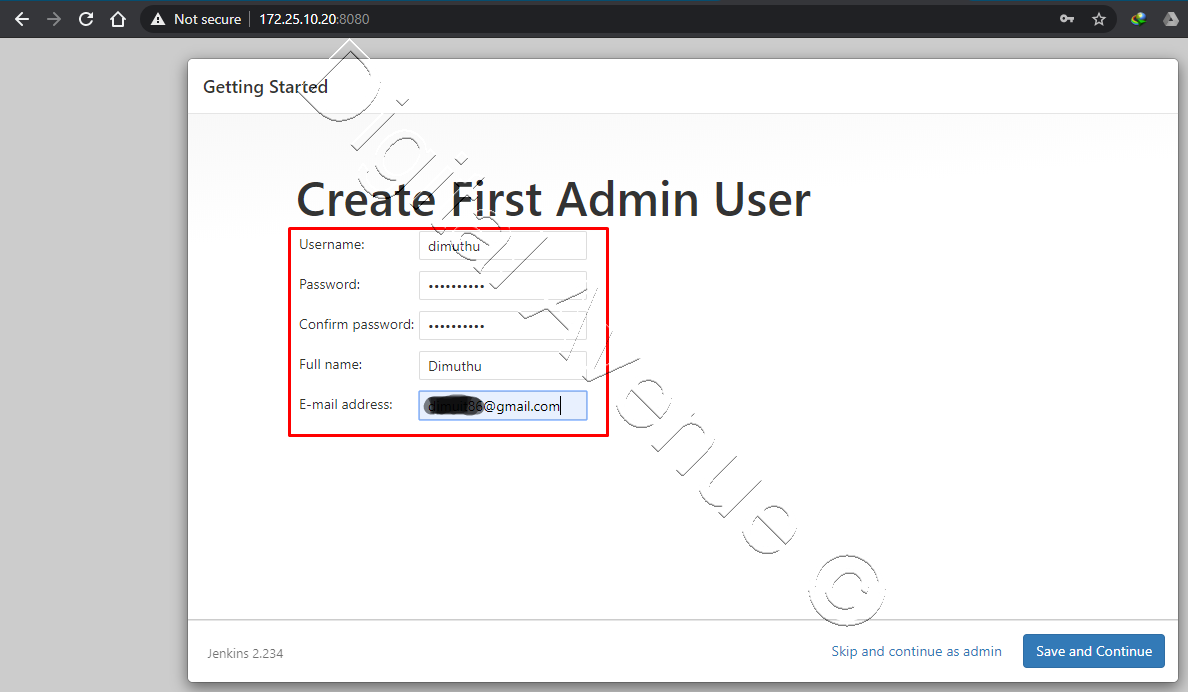 Not secure 172.25.10.20:8080
Getting Started
Create First Admin User
Username: dimuthu
Password: ••••••••••
Confirm password: ••••••••••
Full name: Dimuthu
E-mail address: @gmail.com
Digital Avenue ©
Jenkins 2.234
Skip and continue as admin
Save and Continue